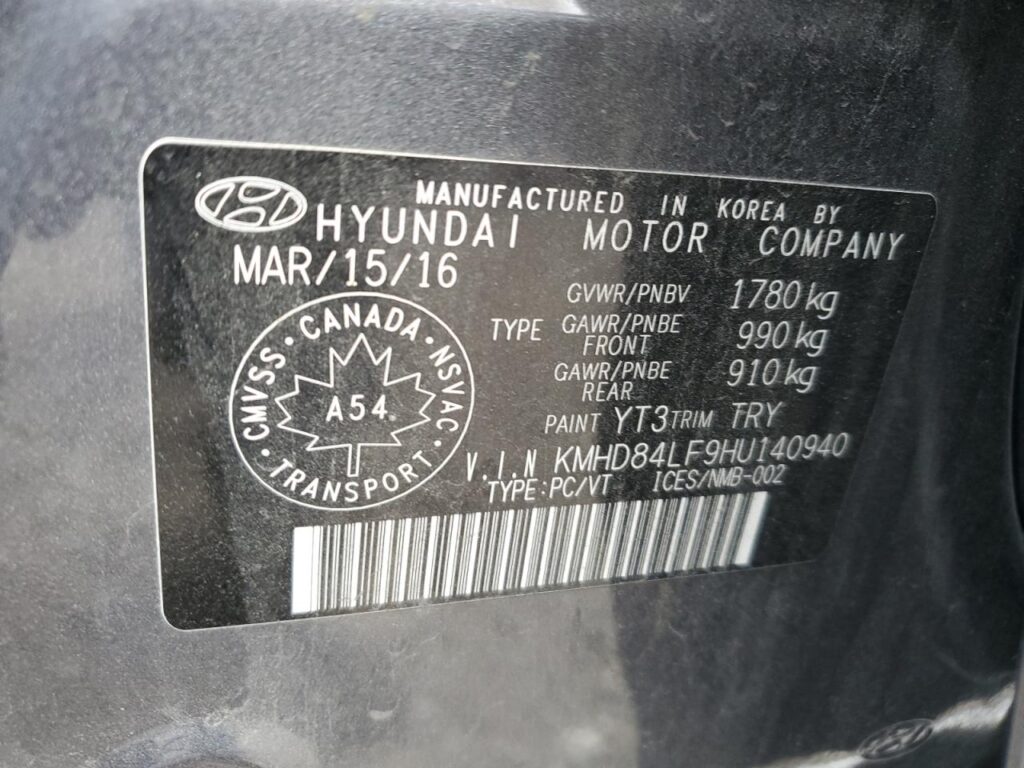 MANUFACTURED IN KOREA BY
HYUNDAI MOTOR COMPANY
MAR/15/16
GVWR/PNBV 1780 kg
TYPE GAWR/PNBE FRONT 990 kg
GAWR/PNBE REAR 910 kg
PAINT YT3 TRIM TRY
V.I.N KMHD84LF9HU140940
TYPE:PC/VT ICES/NMB-002
CMVSS · CANADA · NSVAC · TRANSPORT ·
A54